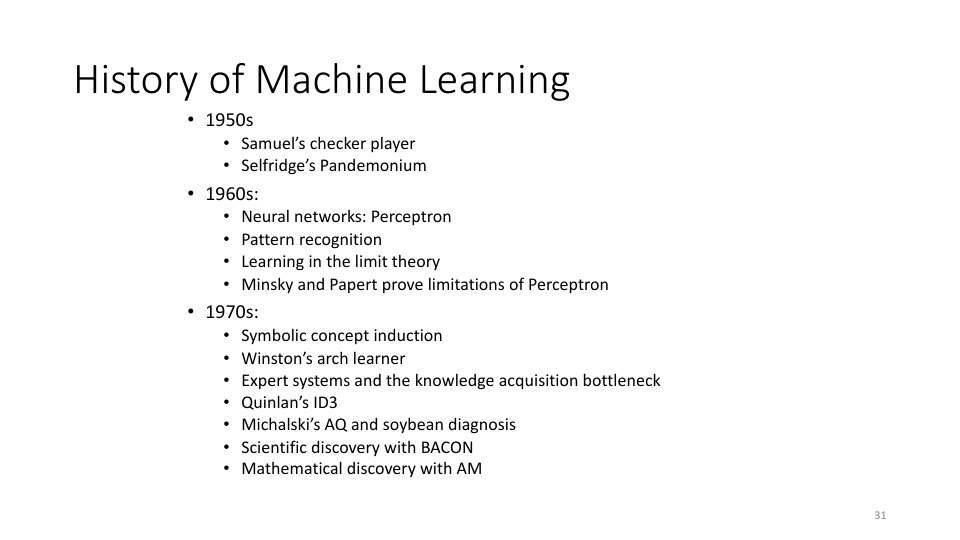 History of Machine Learning
• 1950s
• Samuel’s checker player
• Selfridge’s Pandemonium
• 1960s:
• Neural networks: Perceptron
• Pattern recognition
• Learning in the limit theory
• Minsky and Papert prove limitations of Perceptron
• 1970s:
• Symbolic concept induction
• Winston’s arch learner
• Expert systems and the knowledge acquisition bottleneck
• Quinlan’s ID3
• Michalski’s AQ and soybean diagnosis
• Scientific discovery with BACON
• Mathematical discovery with AM
31